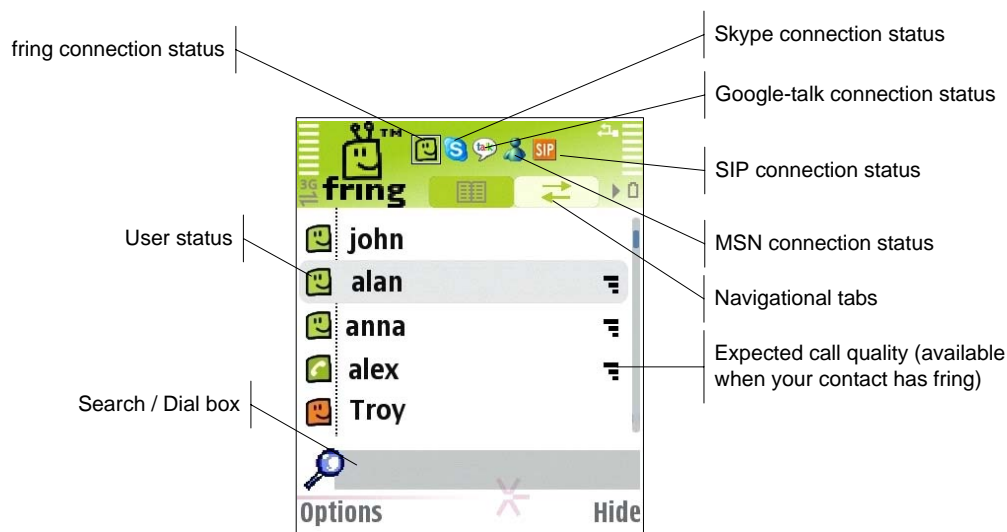 fring connection status
Skype connection status
Google-talk connection status
TM
talk
SIP
SIP connection status
3G
fring
User status
john
MSN connection status
alan
Navigational tabs
anna
Expected call quality (available
when your contact has fring)
alex
Search / Dial box
Troy
Options
Hide